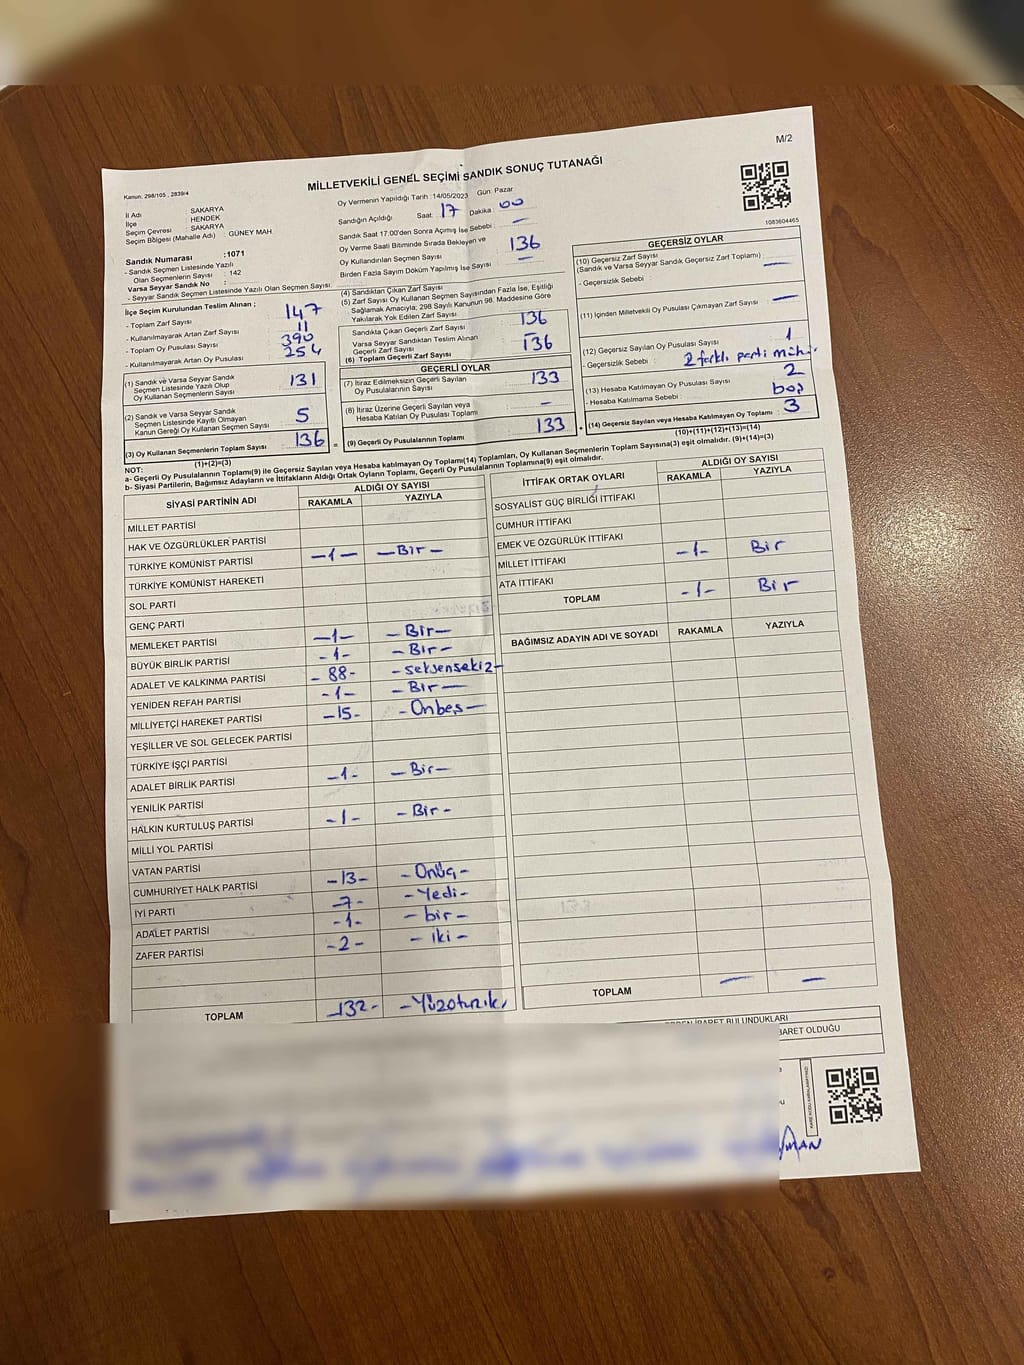 M/2
MİLLETVEKİLİ GENEL SEÇİMİ SANDIK SONUÇ TUTANAĞI
Kanun: 298/105 , 2839/4
İl Adı : SAKARYA
İlçe : HENDEK
Seçim Çevresi : SAKARYA
Seçim Bölgesi (Mahalle Adı) : GÜNEY MAH
Sandık Numarası :1071
- Sandık Seçmen Listesinde Yazılı
Olan Seçmenlerin Sayısı : 142
Varsa Seyyar Sandık No :
- Seyyar Sandık Seçmen Listesinde Yazılı Olan Seçmen Sayısı:
Oy Vermenin Yapıldığı Tarih :14/05/2023 Gün: Pazar
Sandığın Açıldığı Saat: 17 Dakika : 00
Sandık Saat 17:00'den Sonra Açılmış İse Sebebi : —
Oy Verme Saati Bitiminde Sırada Bekleyen ve
Oy Kullandırılan Seçmen Sayısı 136
Birden Fazla Sayım Döküm Yapılmış İse Sayısı —
1083604465
İlçe Seçim Kurulundan Teslim Alınan ;
- Toplam Zarf Sayısı 147
- Kullanılmayarak Artan Zarf Sayısı 11
- Toplam Oy Pusulası Sayısı 390
- Kullanılmayarak Artan Oy Pusulası 254
(1) Sandık ve Varsa Seyyar Sandık
Seçmen Listesinde Yazılı Olup
Oy Kullanan Seçmenlerin Sayısı 131
(2) Sandık ve Varsa Seyyar Sandık
Seçmen Listesinde Kayıtlı Olmayan
Kanun Gereği Oy Kullanan Seçmen Sayısı 5
(3) Oy Kullanan Seçmenlerin Toplam Sayısı 136 =
(1)+(2)=(3)
(4) Sandıktan Çıkan Zarf Sayısı
(5) Zarf Sayısı Oy Kullanan Seçmen Sayısından Fazla İse, Eşitliği
Sağlamak Amacıyla; 298 Sayılı Kanunun 98. Maddesine Göre
Yakılarak Yok Edilen Zarf Sayısı
Sandıkta Çıkan Geçerli Zarf Sayısı 136
Varsa Seyyar Sandıktan Teslim Alınan
Geçerli Zarf Sayısı —
(6) Toplam Geçerli Zarf Sayısı 136
GEÇERLİ OYLAR
(7) İtiraz Edilmeksizin Geçerli Sayılan
Oy Pusulalarının Sayısı 133
(8) İtiraz Üzerine Geçerli Sayılan veya
Hesaba Katılan Oy Pusulası Toplamı —
(9) Geçerli Oy Pusulalarının Toplamı 133 +
GEÇERSİZ OYLAR
(10) Geçersiz Zarf Sayısı
(Sandık ve Varsa Seyyar Sandık Geçersiz Zarf Toplamı) : —
- Geçersizlik Sebebi
(11) İçinden Milletvekili Oy Pusulası Çıkmayan Zarf Sayısı : —
(12) Geçersiz Sayılan Oy Pusulası Sayısı : 1
- Geçersizlik Sebebi : 2 farklı parti müh.
(13) Hesaba Katılmayan Oy Pusulası Sayısı : 2
- Hesaba Katılmama Sebebi : boş
(14) Geçersiz Sayılan veya Hesaba Katılmayan Oy Toplamı : 3
(10)+(11)+(12)+(13)=(14)
NOT:
a- Geçerli Oy Pusulalarının Toplamı(9) ile Geçersiz Sayılan veya Hesaba katılmayan Oy Toplamı(14) Toplamları, Oy Kullanan Seçmenlerin Toplam Sayısına(3) eşit olmalıdır. (9)+(14)=(3)
b- Siyasi Partilerin, Bağımsız Adayların ve İttifakların Aldığı Ortak Oyların Toplamı, Geçerli Oy Pusulalarının Toplamına(9) eşit olmalıdır.
SİYASİ PARTİNİN ADI ALDIĞI OY SAYISI
RAKAMLA YAZIYLA
MİLLET PARTİSİ
HAK VE ÖZGÜRLÜKLER PARTİSİ
TÜRKİYE KOMÜNİST PARTİSİ —1— —Bir—
TÜRKİYE KOMÜNİST HAREKETİ
SOL PARTİ
GENÇ PARTİ
MEMLEKET PARTİSİ —1— —Bir—
BÜYÜK BİRLİK PARTİSİ -1- -Bir-
ADALET VE KALKINMA PARTİSİ -88- -seksensekiz-
YENİDEN REFAH PARTİSİ -1- -Bir—
MİLLİYETÇİ HAREKET PARTİSİ -15- -Onbeş—
YEŞİLLER VE SOL GELECEK PARTİSİ
TÜRKİYE İŞÇİ PARTİSİ
ADALET BİRLİK PARTİSİ -1- -Bir-
YENİLİK PARTİSİ
HALKIN KURTULUŞ PARTİSİ -1- -Bir-
MİLLİ YOL PARTİSİ
VATAN PARTİSİ
CUMHURİYET HALK PARTİSİ -13- -Onüç-
İYİ PARTİ -7- -Yedi-
ADALET PARTİSİ -1- -bir-
ZAFER PARTİSİ -2- -iki-
TOPLAM -132- -Yüzotuziki
İTTİFAK ORTAK OYLARI ALDIĞI OY SAYISI
RAKAMLA YAZIYLA
SOSYALİST GÜÇ BİRLİĞİ İTTİFAKI
CUMHUR İTTİFAKI
EMEK VE ÖZGÜRLÜK İTTİFAKI
MİLLET İTTİFAKI -1- Bir
ATA İTTİFAKI
TOPLAM -1- Bir
BAĞIMSIZ ADAYIN ADI VE SOYADI RAKAMLA YAZIYLA
TOPLAM — —
BULUNDUKLARI
BARET OLDUĞU